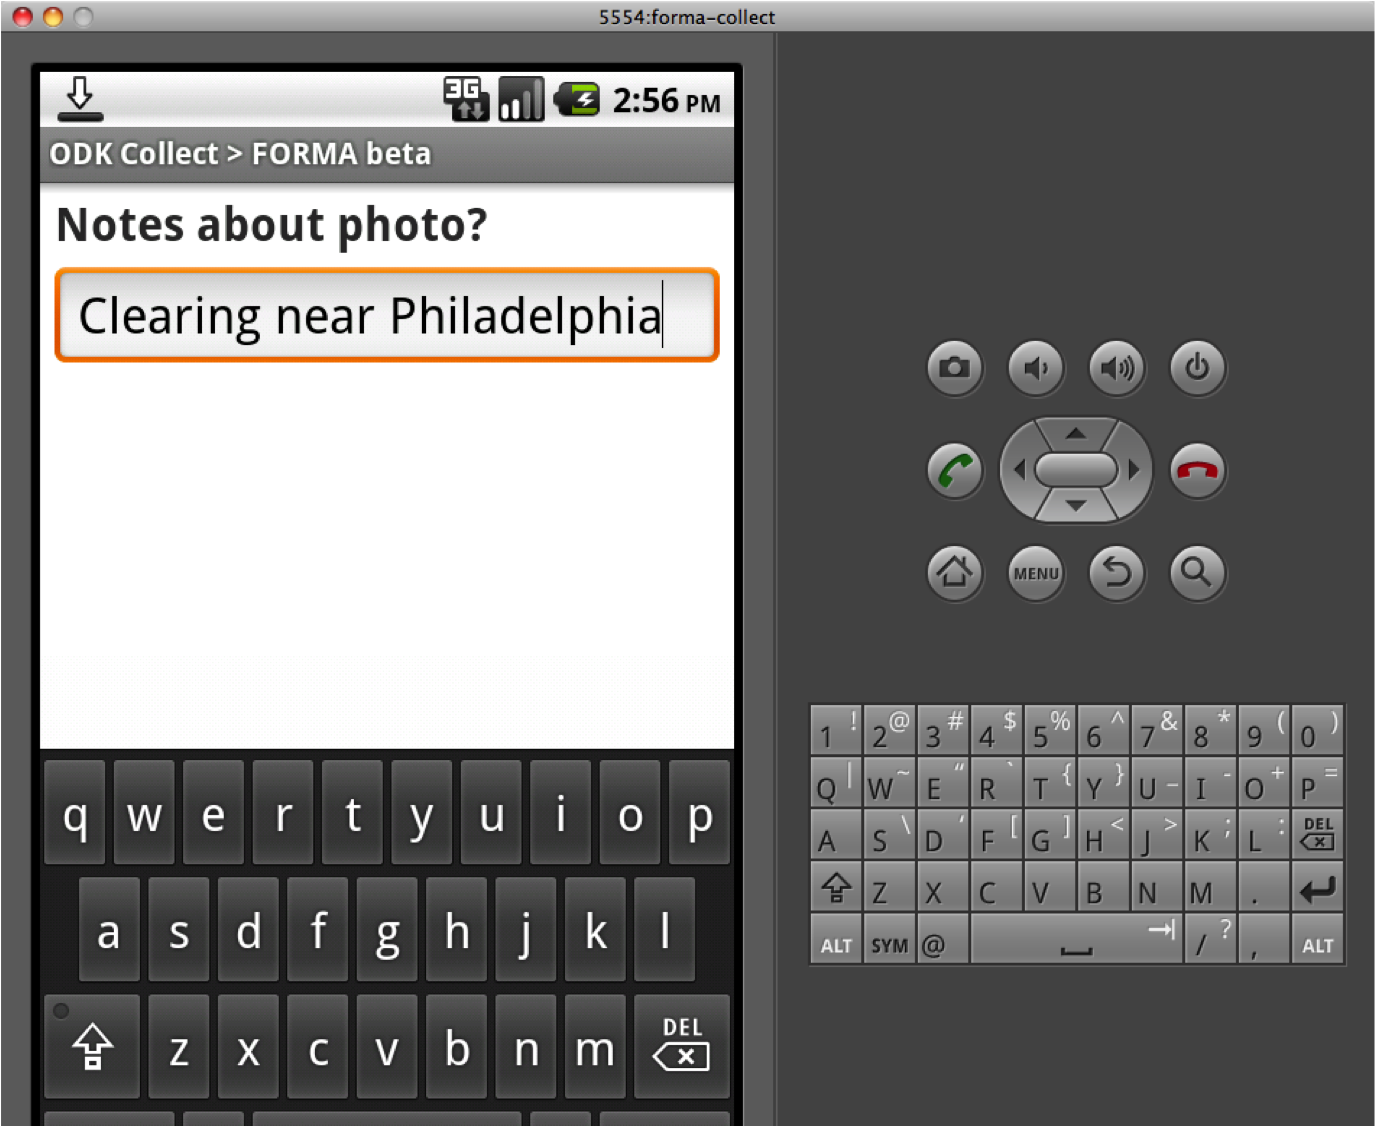 5554:forma-collect
3G 2:56 PM
ODK Collect > FORMA beta
Notes about photo?
Clearing near Philadelphia
MENU
1 ! 2 @ 3 # 4 $ 5 % 6 ^ 7 & 8 * 9 ( 0 )
Q | W ~ E “ R ` T { Y } U _ I - O + P =
A S \ D ‘ F [ G ] H < J > K ; L : DEL
Z X C V B N M .
ALT SYM @ / ? , ALT
q w e r t y u i o p
a s d f g h j k l
z x c v b n m DEL